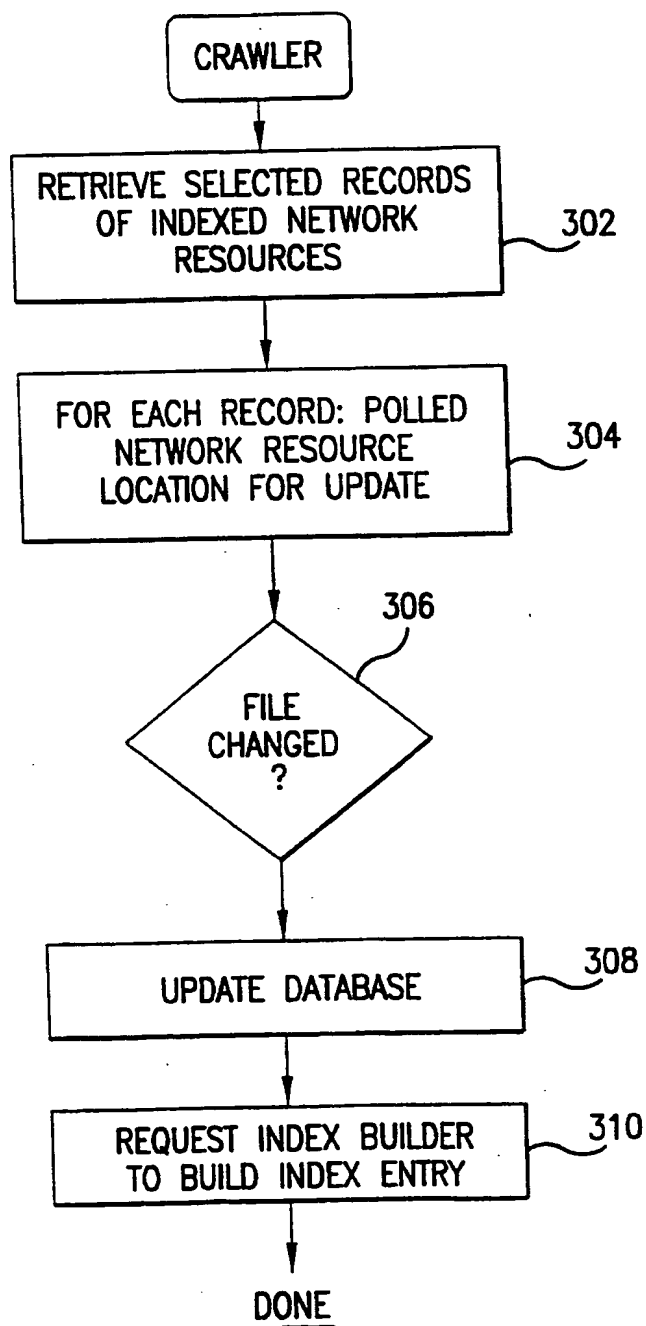 CRAWLER
RETRIEVE SELECTED RECORDS
OF INDEXED NETWORK
RESOURCES
302
FOR EACH RECORD: POLLED
NETWORK RESOURCE
LOCATION FOR UPDATE
304
306
FILE
CHANGED
?
UPDATE DATABASE
308
REQUEST INDEX BUILDER
TO BUILD INDEX ENTRY
310
DONE